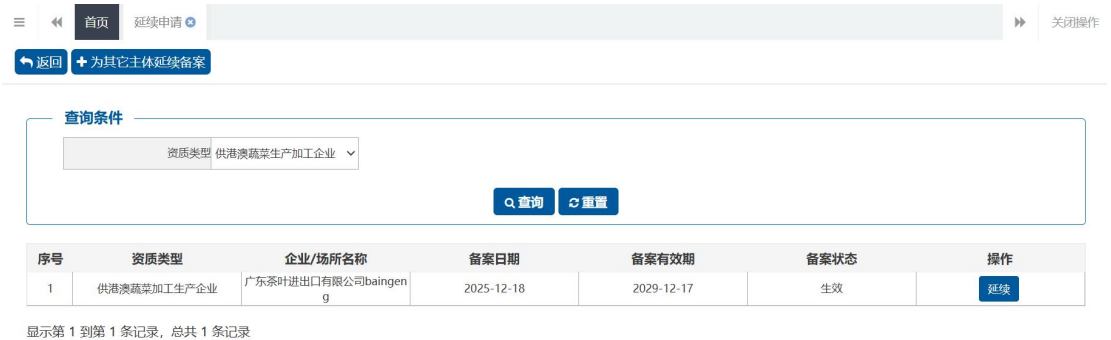 首页 延续申请 关闭操作
返回 为其它主体延续备案
查询条件
资质类型 供港澳蔬菜生产加工企业
查询 重置
序号 资质类型 企业/场所名称 备案日期 备案有效期 备案状态 操作
1 供港澳蔬菜加工生产企业 广东茶叶进出口有限公司baingen
g 2025-12-18 2029-12-17 生效 延续
显示第 1 到第 1 条记录，总共 1 条记录